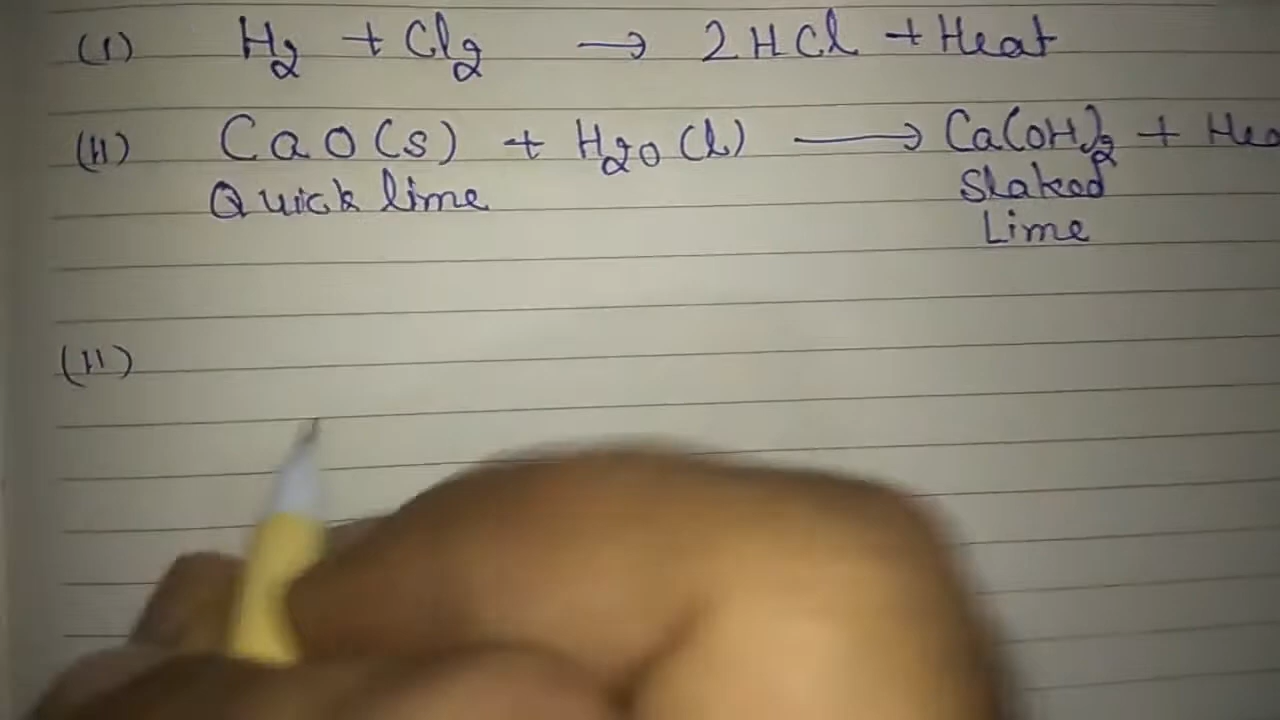 (I) H2 + Cl2 → 2HCl + Heat
(II) CaO(s) + H2O(l) → Ca(OH)2 + Hea
Quick lime Slaked
Lime
(II)